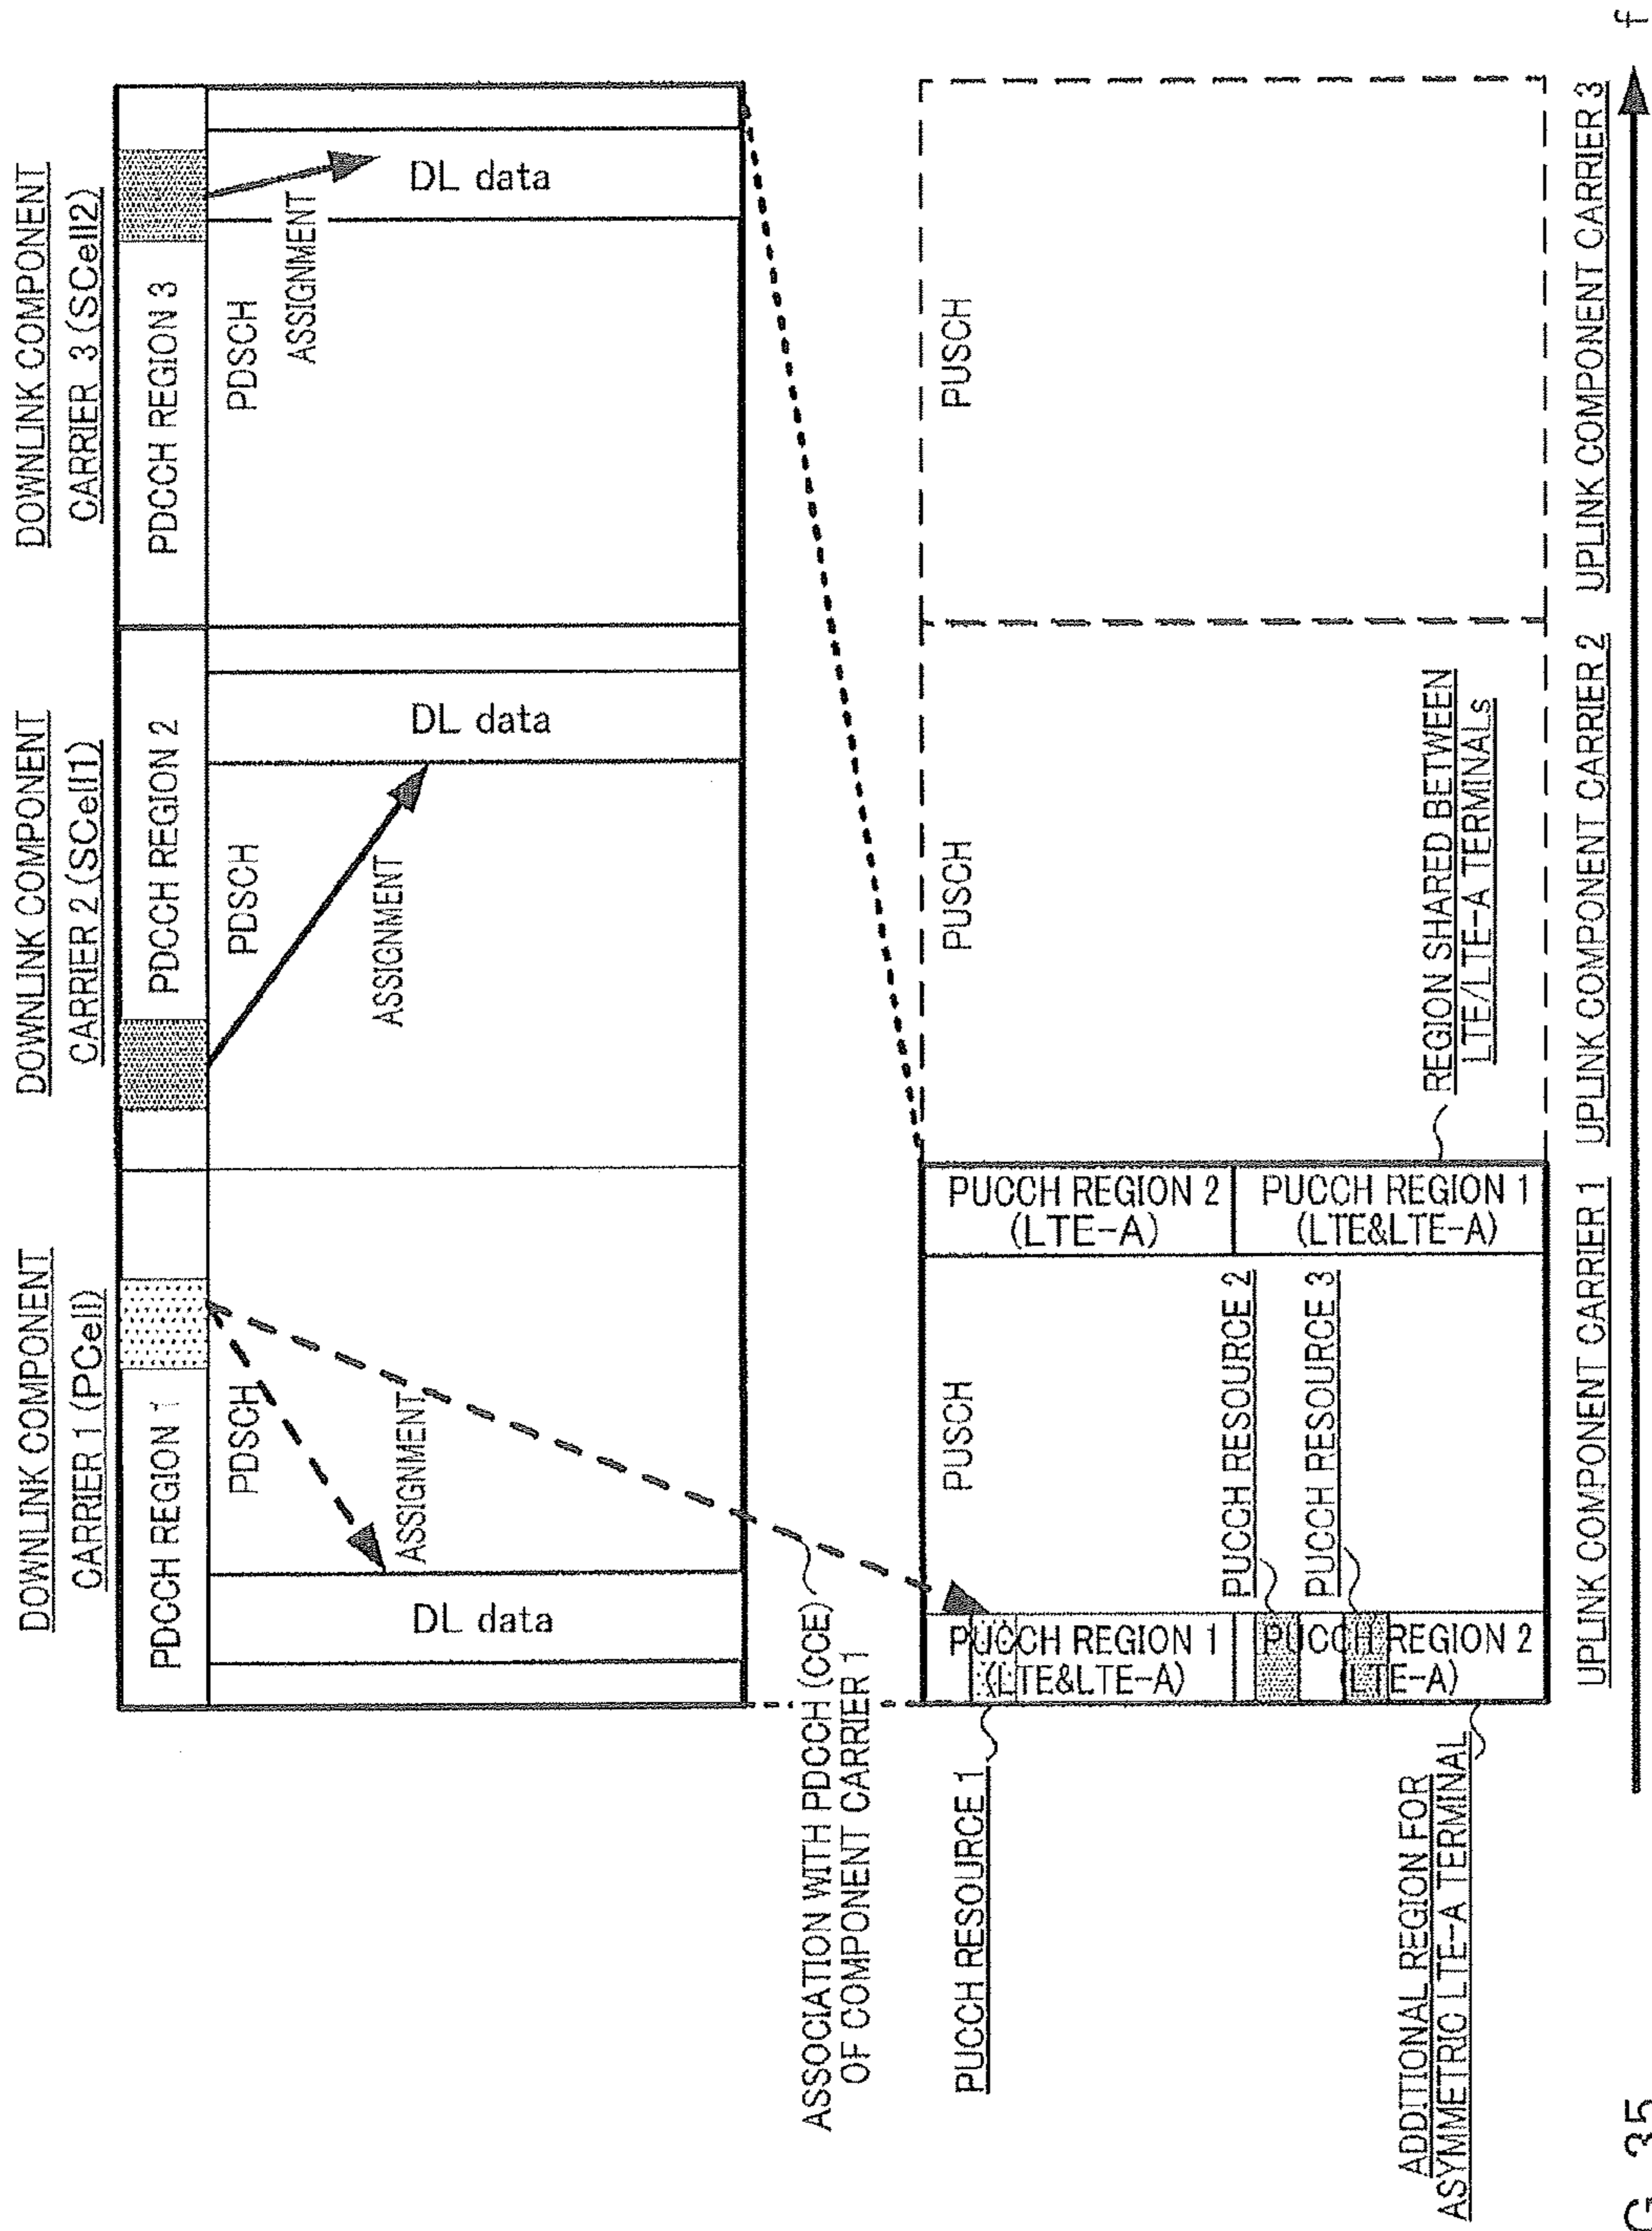 DOWNLINK COMPONENT
CARRIER 1 (PCell)
DOWNLINK COMPONENT
CARRIER 2 (SCell1)
DOWNLINK COMPONENT
CARRIER 3 (SCell2)
PDCCH REGION 1
PDCCH REGION 2
PDCCH REGION 3
PDSCH
PDSCH
PDSCH
ASSIGNMENT
ASSIGNMENT
ASSIGNMENT
DL data
DL data
DL data
ASSOCIATION WITH PDCCH (CCE)
OF COMPONENT CARRIER 1
PUCCH RESOURCE 1
PUCCH REGION 1
(LTE&LTE-A)
PUSCH
PUCCH REGION 2
(LTE-A)
PUSCH
PUSCH
PUCCH RESOURCE 2
PUCCH RESOURCE 3
PUCCH REGION 2
(LTE-A)
PUCCH REGION 1
(LTE&LTE-A)
REGION SHARED BETWEEN
LTE/LTE-A TERMINALS
ADDITIONAL REGION FOR
ASYMMETRIC LTE-A TERMINAL
UPLINK COMPONENT CARRIER 1
UPLINK COMPONENT CARRIER 2
UPLINK COMPONENT CARRIER 3
f
G. 35